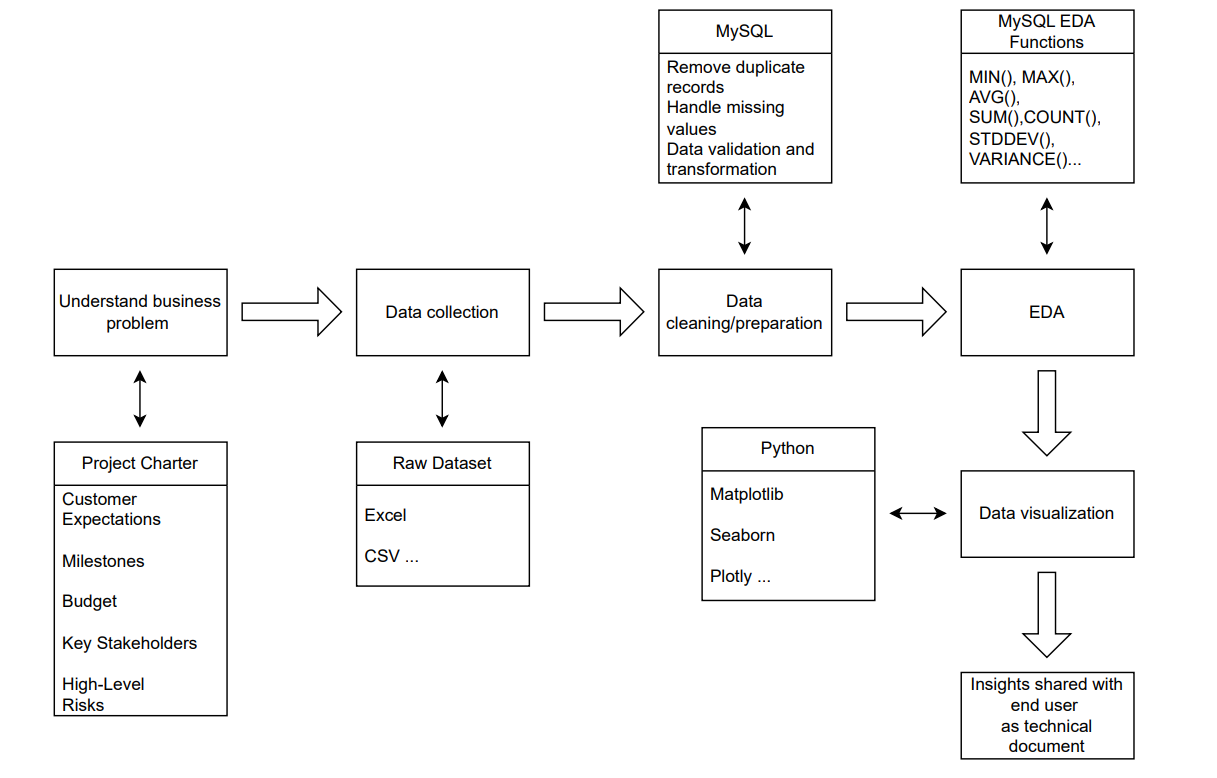 MySQL
Remove duplicate
records
Handle missing
values
Data validation and
transformation
MySQL EDA
Functions
MIN(), MAX(),
AVG(),
SUM(),COUNT(),
STDDEV(),
VARIANCE()...
Understand business
problem
Data collection
Data
cleaning/preparation
EDA
Project Charter
Customer
Expectations
Milestones
Budget
Key Stakeholders
High-Level
Risks
Raw Dataset
Excel
CSV ...
Python
Matplotlib
Seaborn
Plotly ...
Data visualization
Insights shared with
end user
as technical
document